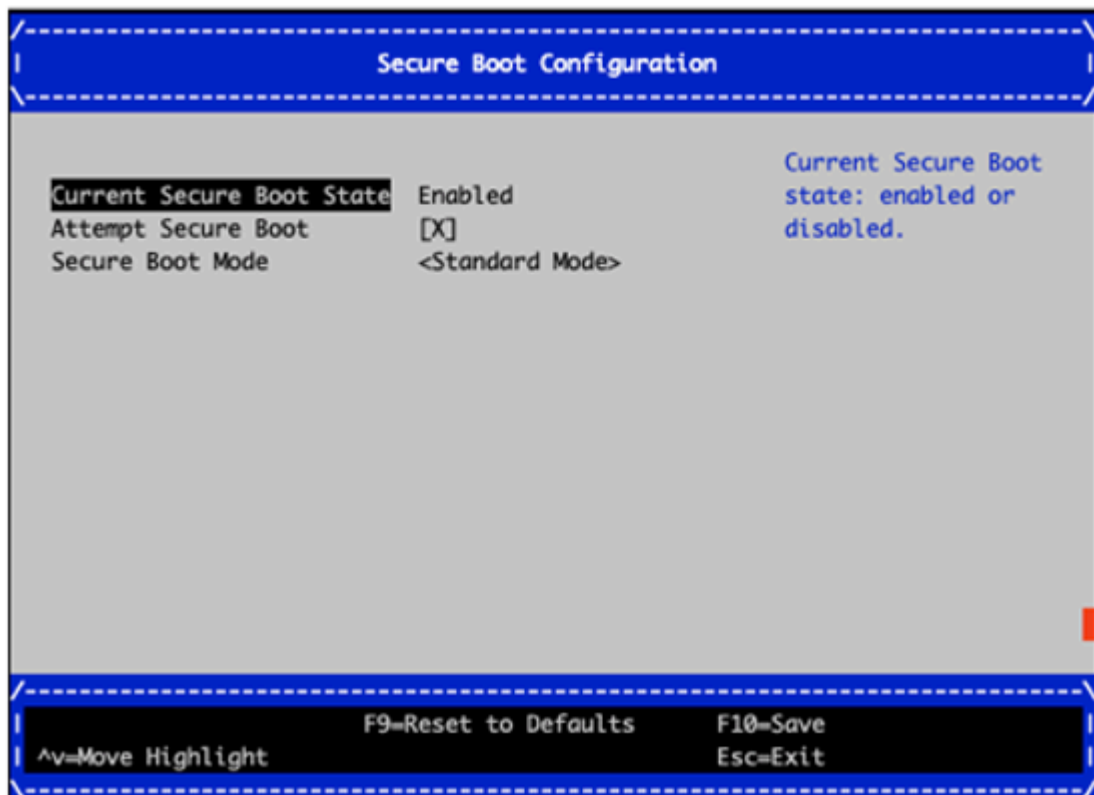 /------------------------------------------------------------------------------\
| Secure Boot Configuration |
\------------------------------------------------------------------------------/
Current Secure Boot State Enabled
Attempt Secure Boot [X]
Secure Boot Mode <Standard Mode>
Current Secure Boot
state: enabled or
disabled.
/------------------------------------------------------------------------------\
| F9=Reset to Defaults F10=Save |
| ^v=Move Highlight Esc=Exit |
\------------------------------------------------------------------------------/